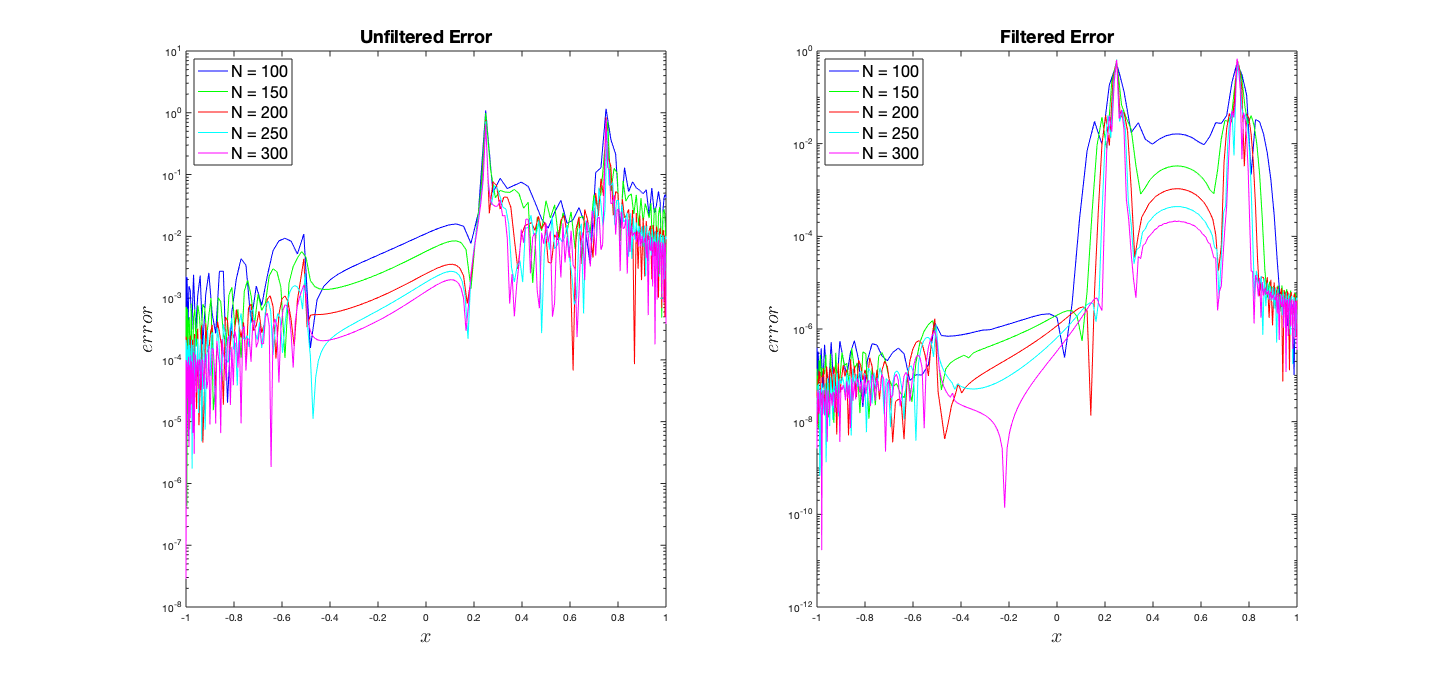 Unfiltered Error
10^1
10^0
10^-1
10^-2
10^-3
10^-4
10^-5
10^-6
10^-7
10^-8
error
N = 100
N = 150
N = 200
N = 250
N = 300
-1 -0.8 -0.6 -0.4 -0.2 0 0.2 0.4 0.6 0.8 1
x
Filtered Error
10^0
10^-2
10^-4
10^-6
10^-8
10^-10
10^-12
error
N = 100
N = 150
N = 200
N = 250
N = 300
-1 -0.8 -0.6 -0.4 -0.2 0 0.2 0.4 0.6 0.8 1
x